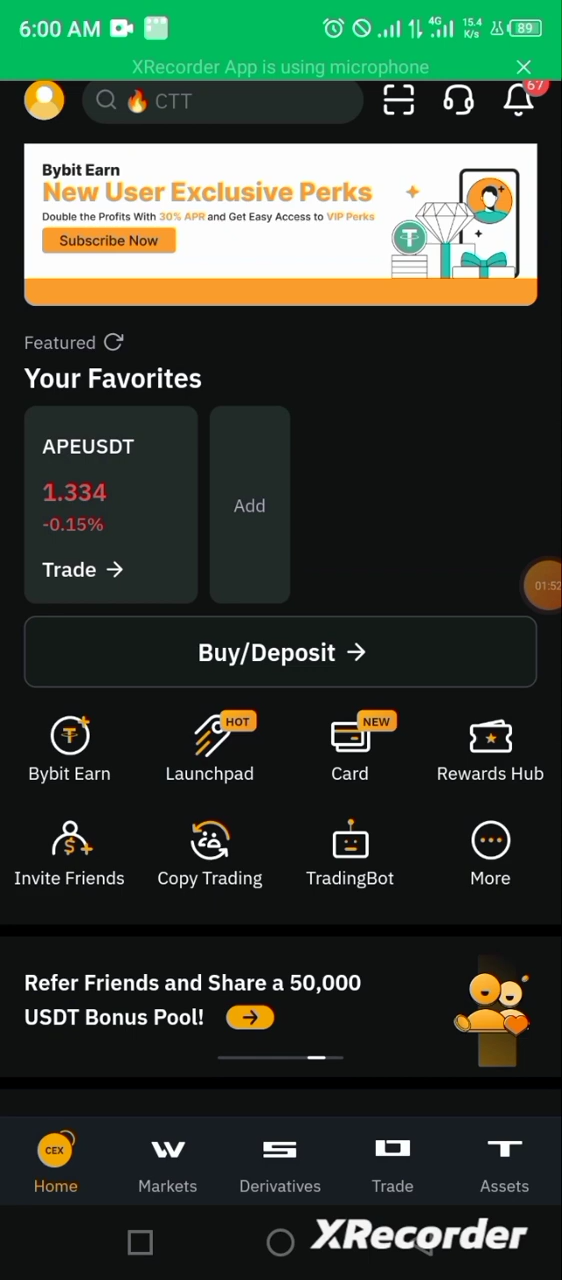 6:00 AM
4G
15.4
K/s
89
XRecorder App is using microphone
CTT
67
Bybit Earn
New User Exclusive Perks
Double the Profits With 30% APR and Get Easy Access to VIP Perks
Subscribe Now
Featured
Your Favorites
APEUSDT
1.334
-0.15%
Trade
Add
01:52
Buy/Deposit
HOT
NEW
Bybit Earn
Launchpad
Card
Rewards Hub
Invite Friends
Copy Trading
TradingBot
More
Refer Friends and Share a 50,000
USDT Bonus Pool!
CEX
Home
Markets
Derivatives
Trade
Assets
XRecorder